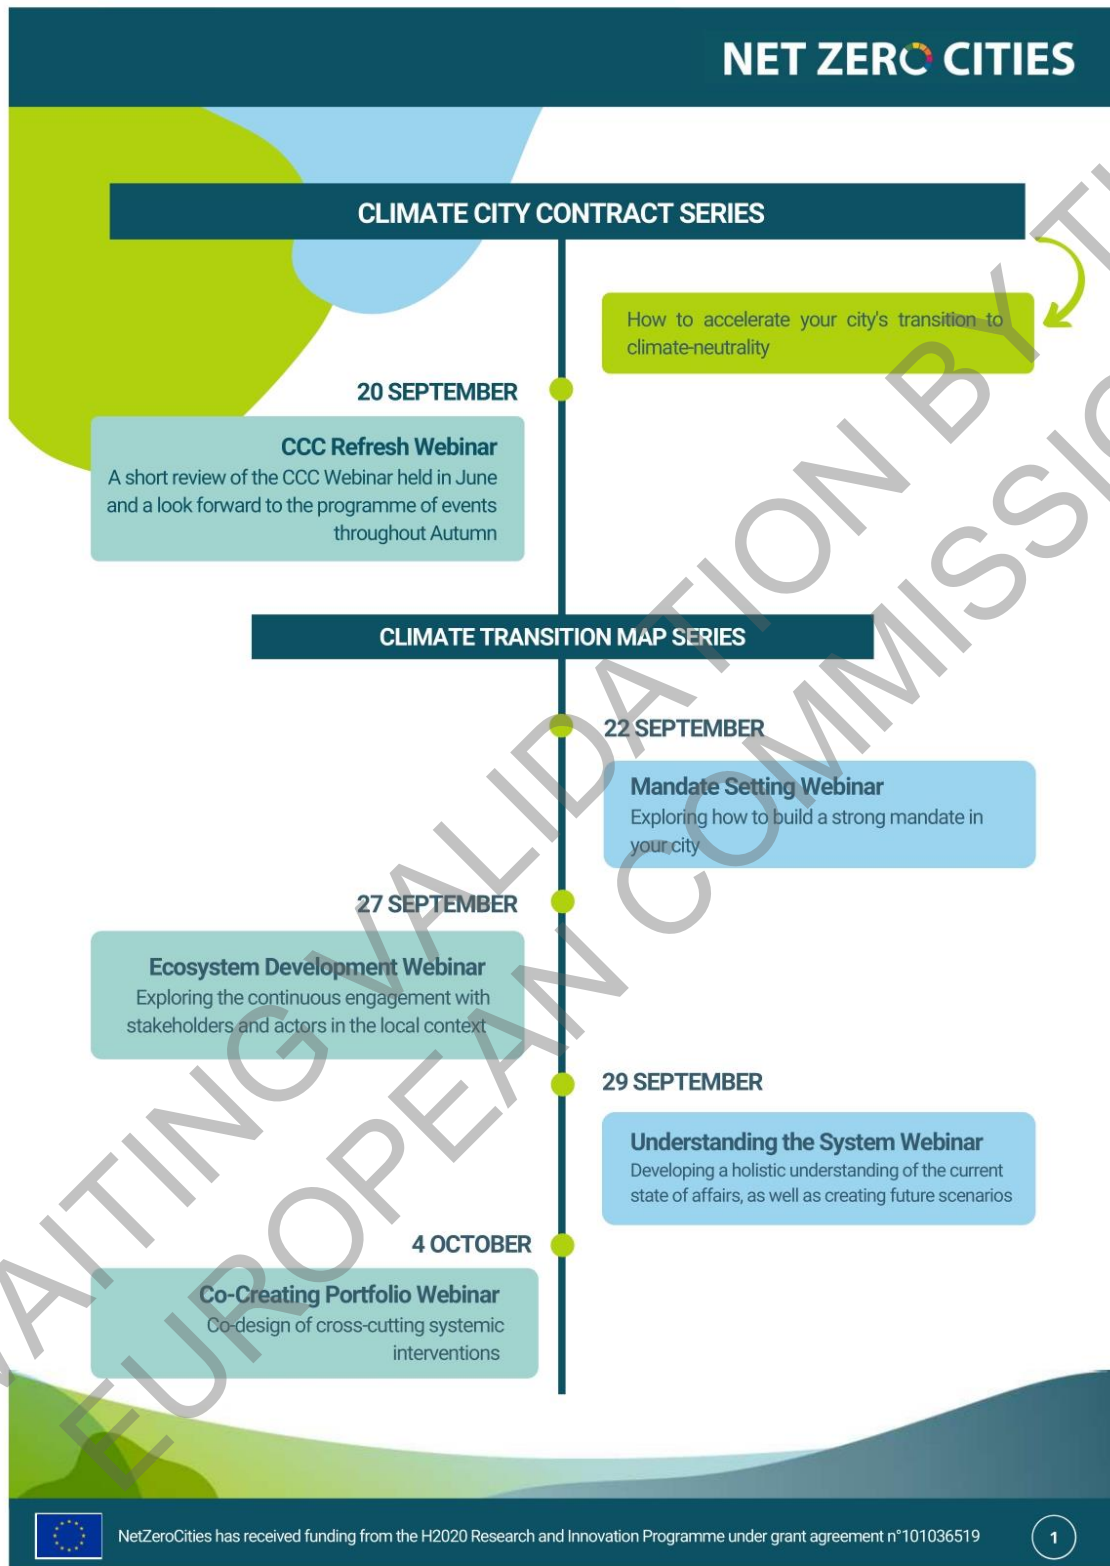 NET ZERO CITIES
CLIMATE CITY CONTRACT SERIES
How to accelerate your city's transition to
climate-neutrality
20 SEPTEMBER
CCC Refresh Webinar
A short review of the CCC Webinar held in June
and a look forward to the programme of events
throughout Autumn
CLIMATE TRANSITION MAP SERIES
22 SEPTEMBER
Mandate Setting Webinar
Exploring how to build a strong mandate in
your city
27 SEPTEMBER
Ecosystem Development Webinar
Exploring the continuous engagement with
stakeholders and actors in the local context
29 SEPTEMBER
Understanding the System Webinar
Developing a holistic understanding of the current
state of affairs, as well as creating future scenarios
4 OCTOBER
Co-Creating Portfolio Webinar
Co-design of cross-cutting systemic
interventions
NetZeroCities has received funding from the H2020 Research and Innovation Programme under grant agreement n°101036519
1
VALIDATION BY
EUROPEAN